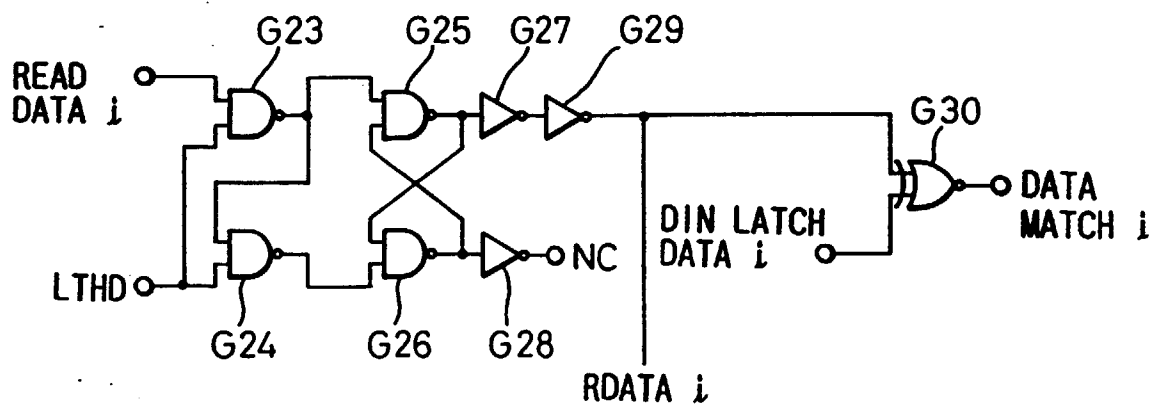 G23
G25
G27
G29
READ
DATA i
G30
DATA
MATCH i
DIN LATCH
DATA i
LTHD
NC
G24
G26
G28
RDATA i